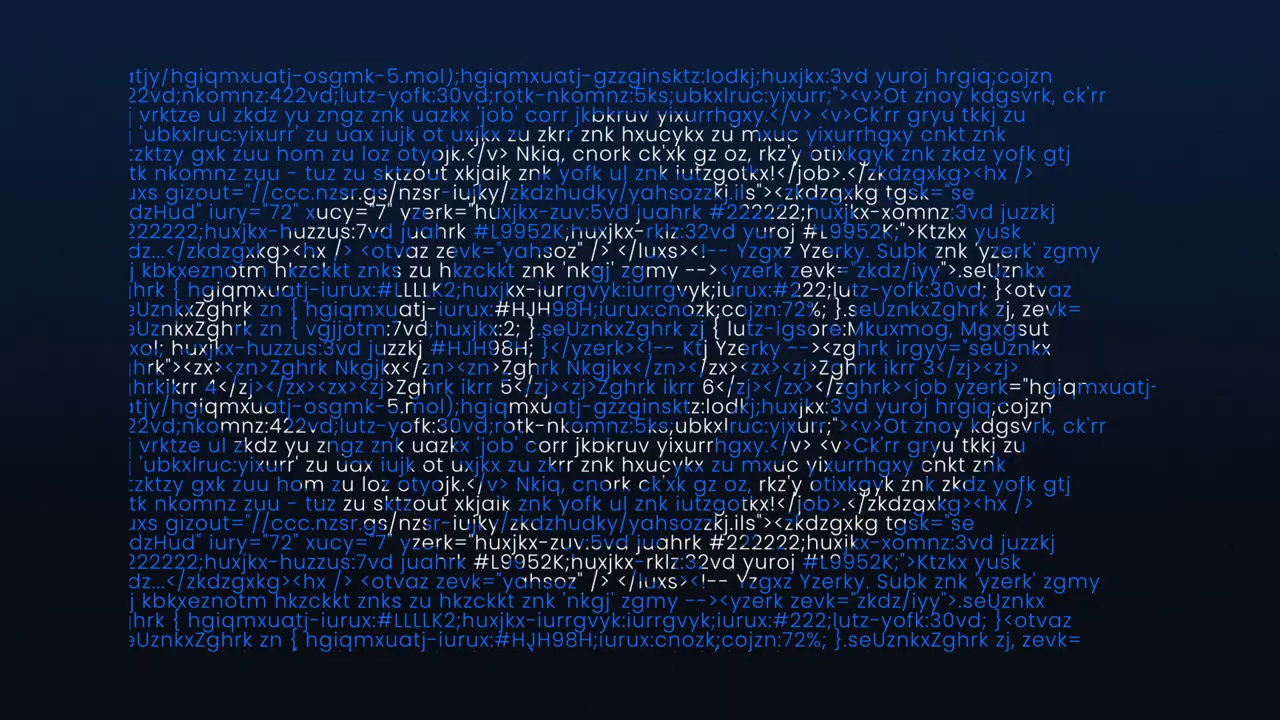 atjy/hgiqmxuatj-osgmk-5.mol);hgiqmxuatj-gzzginsktz:lodkj;huxjkx:3vd yuroj hrgiq;cojzn
22vd;nkomnz:422vd;lutz-yofk:30vd;rotk-nkomnz:5ks;ubkxlruc:yixurr;"><v>Ot znoy kdgsvrk, ck'rr
j vrktze ul zkdz yu zngz znk uazkx 'job' corr jkbkruv yixurrhgxy.</v> <v>Ck'rr gryu tkkj zu
j 'ubkxlruc:yixurr' zu uax iujk ot uxjkx zu zkrr znk hxucykx zu mxuc yixurrhgxy cnkt znk
tzktzy gxk zuu hom zu loz otyojk.</v> Nkiq, cnork ck'xk gz oz, rkz'y otixkgyk znk zkdz yofk gtj
tk nkomnz zuu - tuz zu sktzout xkjaik znk yofk ul znk iutzgotkx!</job>.</zkdzgxkg><hx />
uxs gizout="//ccc.nzsr.gs/nzsr-iujky/zkdzhudky/yahsozzkj.ils"><zkdzgxkg tgsk="se
dzHud" iury="72" xucy="7" yzerk="huxjkx-zuv:5vd juahrk #222222;huxjkx-xomnz:3vd juzzkj
222222;huxjkx-huzzus:7vd juahrk #L9952K;huxjkx-rklz:32vd yuroj #L9952K;">Ktzkx yusk
dz...</zkdzgxkg><hx /> <otvaz zevk="yahsoz" /> </luxs><!-- Yzgxz Yzerky. Subk znk 'yzerk' zgmy
j kbkxeznotm hkzckkt znks zu hkzckkt znk 'nkgj' zgmy --><yzerk zevk="zkdz/iyy">.seUznkx
ghrk { hgiqmxuatj-iurux:#LLLLK2;huxjkx-iurrgvyk:iurrgvyk;iurux:#222;lutz-yofk:30vd; }<otvaz
eUznkxZghrk zn { hgiqmxuatj-iurux:#HJH98H;iurux:cnozk;cojzn:72%; }.seUznkxZghrk zj, zevk=
eUznkxZghrk zn { vgjjotm:7vd;huxjkx:2; }.seUznkxZghrk zj { lutz-lgsore:Mkuxmog, Mgxgsut
xol; huxjkx-huzzus:3vd juzzkj #HJH98H; }</yzerk><!-- Ktj Yzerky --><zghrk irgyy="seUznkx
hrk"><zx><zn>Zghrk Nkgjkx</zn><zn>Zghrk Nkgjkx</zn></zx><zx><zj>Zghrk ikrr 3</zj><zj>
ghrkikrr 4</zj></zx><zx><zj>Zghrk ikrr 5</zj><zj>Zghrk ikrr 6</zj></zx></zghrk><job yzerk="hgiqmxuatj-
atjy/hgiqmxuatj-osgmk-5.mol);hgiqmxuatj-gzzginsktz:lodkj;huxjkx:3vd yuroj hrgiq;cojzn
22vd;nkomnz:422vd;lutz-yofk:30vd;rotk-nkomnz:5ks;ubkxlruc:yixurr;"><v>Ot znoy kdgsvrk, ck'rr
j vrktze ul zkdz yu zngz znk uazkx 'job' corr jkbkruv yixurrhgxy.</v> <v>Ck'rr gryu tkkj zu
j 'ubkxlruc:yixurr' zu uax iujk ot uxjkx zu zkrr znk hxucykx zu mxuc yixurrhgxy cnkt znk
tzktzy gxk zuu hom zu loz otyojk.</v> Nkiq, cnork ck'xk gz oz, rkz'y otixkgyk znk zkdz yofk gtj
tk nkomnz zuu - tuz zu sktzout xkjaik znk yofk ul znk iutzgotkx!</job>.</zkdzgxkg><hx />
uxs gizout="//ccc.nzsr.gs/nzsr-iujky/zkdzhudky/yahsozzkj.ils"><zkdzgxkg tgsk="se
dzHud" iury="72" xucy="7" yzerk="huxjkx-zuv:5vd juahrk #222222;huxjkx-xomnz:3vd juzzkj
222222;huxjkx-huzzus:7vd juahrk #L9952K;huxjkx-rklz:32vd yuroj #L9952K;">Ktzkx yusk
dz...</zkdzgxkg><hx /> <otvaz zevk="yahsoz" /> </luxs><!-- Yzgxz Yzerky. Subk znk 'yzerk' zgmy
j kbkxeznotm hkzckkt znks zu hkzckkt znk 'nkgj' zgmy --><yzerk zevk="zkdz/iyy">.seUznkx
ghrk { hgiqmxuatj-iurux:#LLLLK2;huxjkx-iurrgvyk:iurrgvyk;iurux:#222;lutz-yofk:30vd; }<otvaz
eUznkxZghrk zn { hgiqmxuatj-iurux:#HJH98H;iurux:cnozk;cojzn:72%; }.seUznkxZghrk zj, zevk=